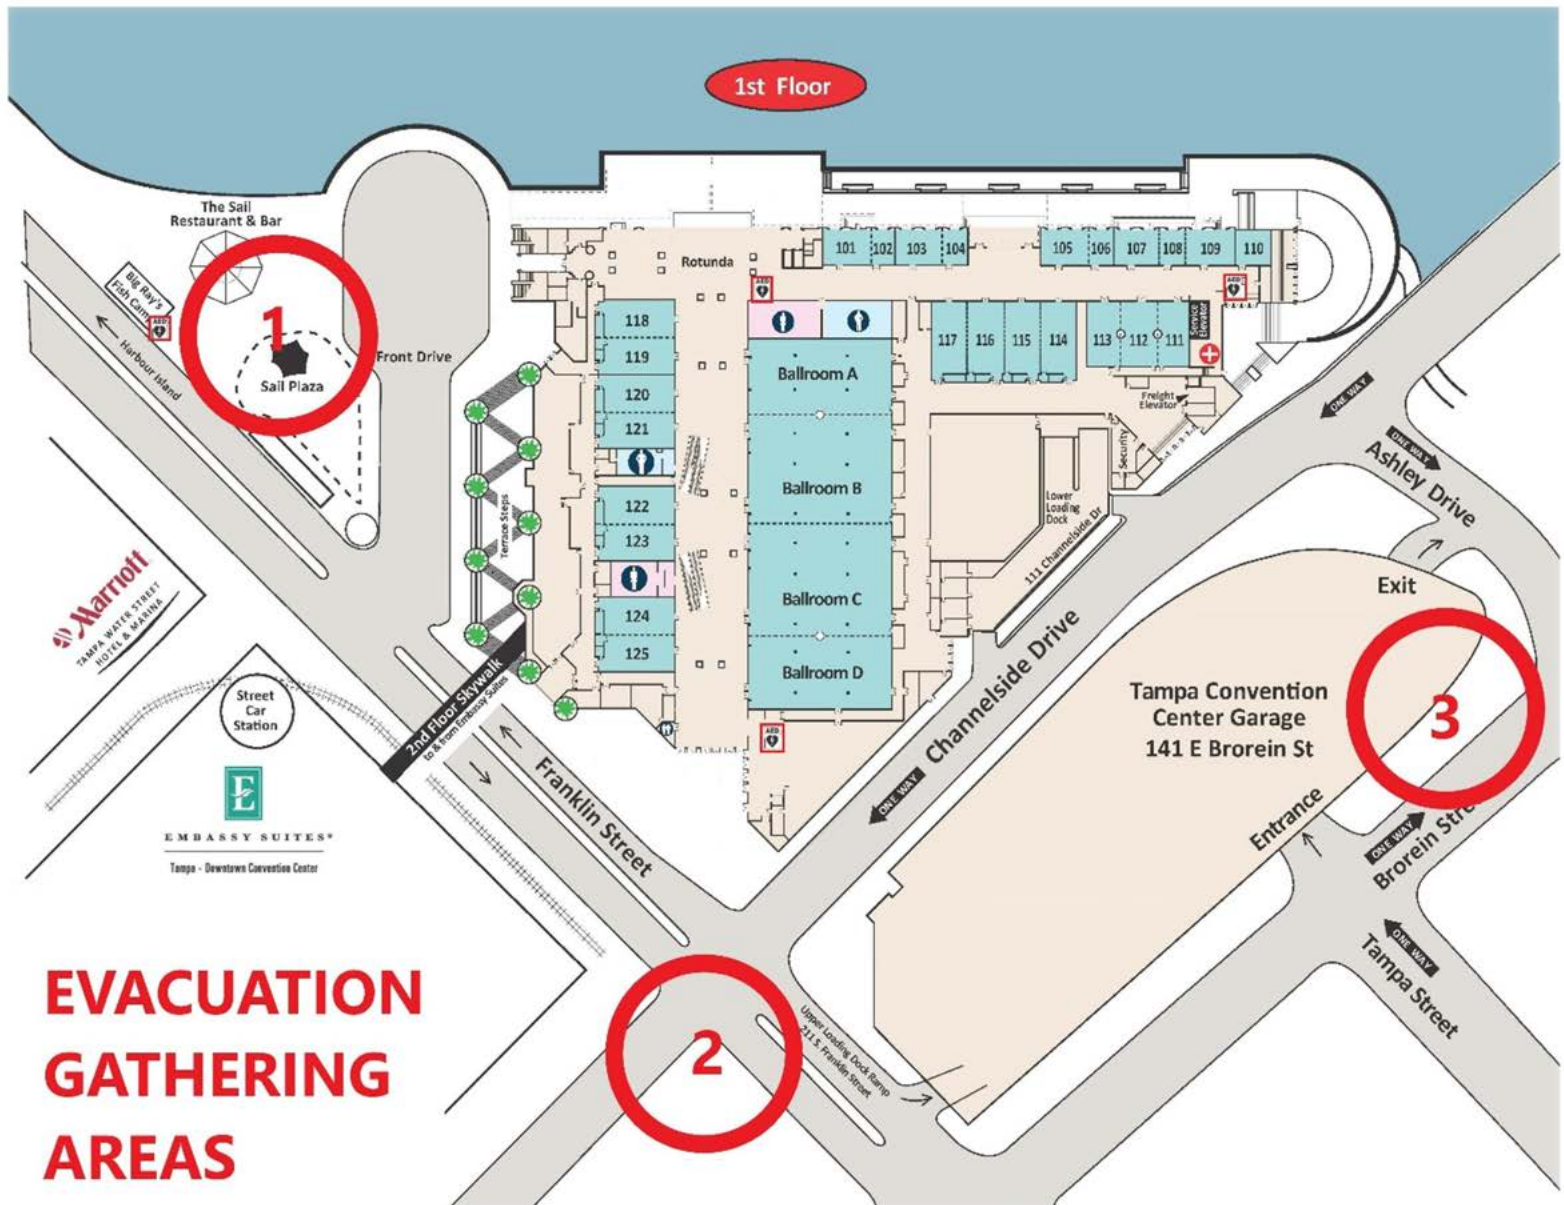 1st Floor
The Sail
Restaurant & Bar
Big Ray's
Fish Camp
AED
1
Sail Plaza
Harbour Island
Front Drive
Rotunda
101
102
103
104
105
106
107
108
109
110
AED
AED
118
119
120
121
122
123
124
125
117
116
115
114
113
112
111
Service
Elevator
Freight
Elevator
Security
Ballroom A
Ballroom B
Ballroom C
Ballroom D
AED
Lower
Loading
Dock
111 Channelside Dr
Terrace Steps
ONE WAY
ONE WAY
Ashley Drive
Exit
Marriott
TAMPA WATER STREET
HOTEL & MARINA
Street
Car
Station
2nd Floor Skywalk
to & from Embassy Suites
E
EMBASSY SUITES®
Tampa - Downtown Convention Center
Franklin Street
ONE WAY
Channelside Drive
Tampa Convention
Center Garage
141 E Brorein St
3
Entrance
ONE WAY
Brorein Stre
ONE WAY
Tampa Street
2
Upper Loading Dock Ramp
211 S. Franklin Street
EVACUATION
GATHERING
AREAS